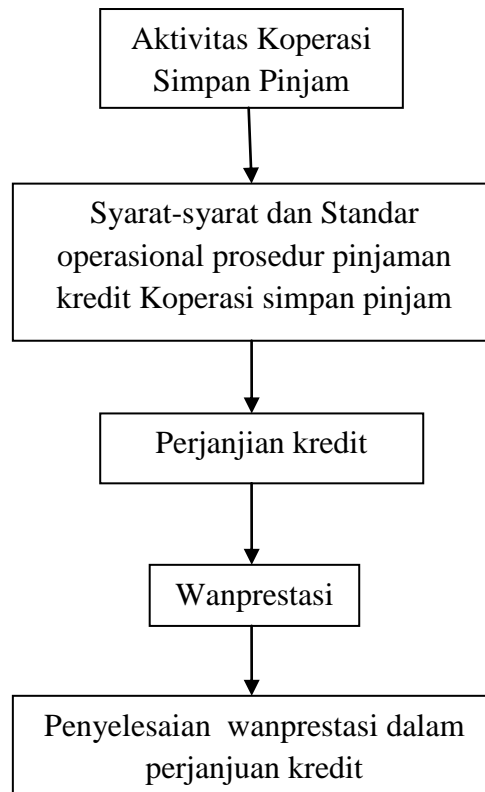 Aktivitas Koperasi
Simpan Pinjam
Syarat-syarat dan Standar
operasional prosedur pinjaman
kredit Koperasi simpan pinjam
Perjanjian kredit
Wanprestasi
Penyelesaian wanprestasi dalam
perjanjuan kredit